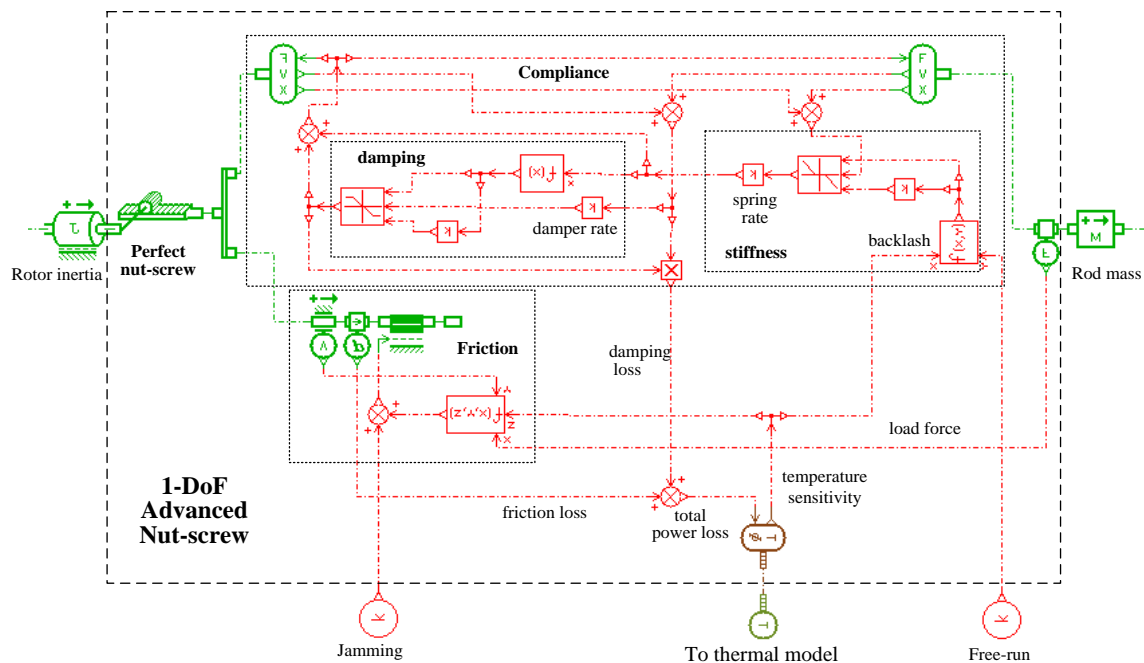 F
V
X
Compliance
F
V
X
+
+
+
+
+
+
damping
f(x)
x
k
k
damper rate
k
spring
rate
k
stiffness
backlash
f(x,y)
x
y
+
J
Rotor inertia
Perfect
nut-screw
+
M
F
Rod mass
+
A
Friction
f(x,y,z)
y
z
x
+
+
damping
loss
load force
temperature
sensitivity
1-DoF
Advanced
Nut-screw
friction loss
+
+
total
power loss
T
K
Jamming
T
To thermal model
K
Free-run